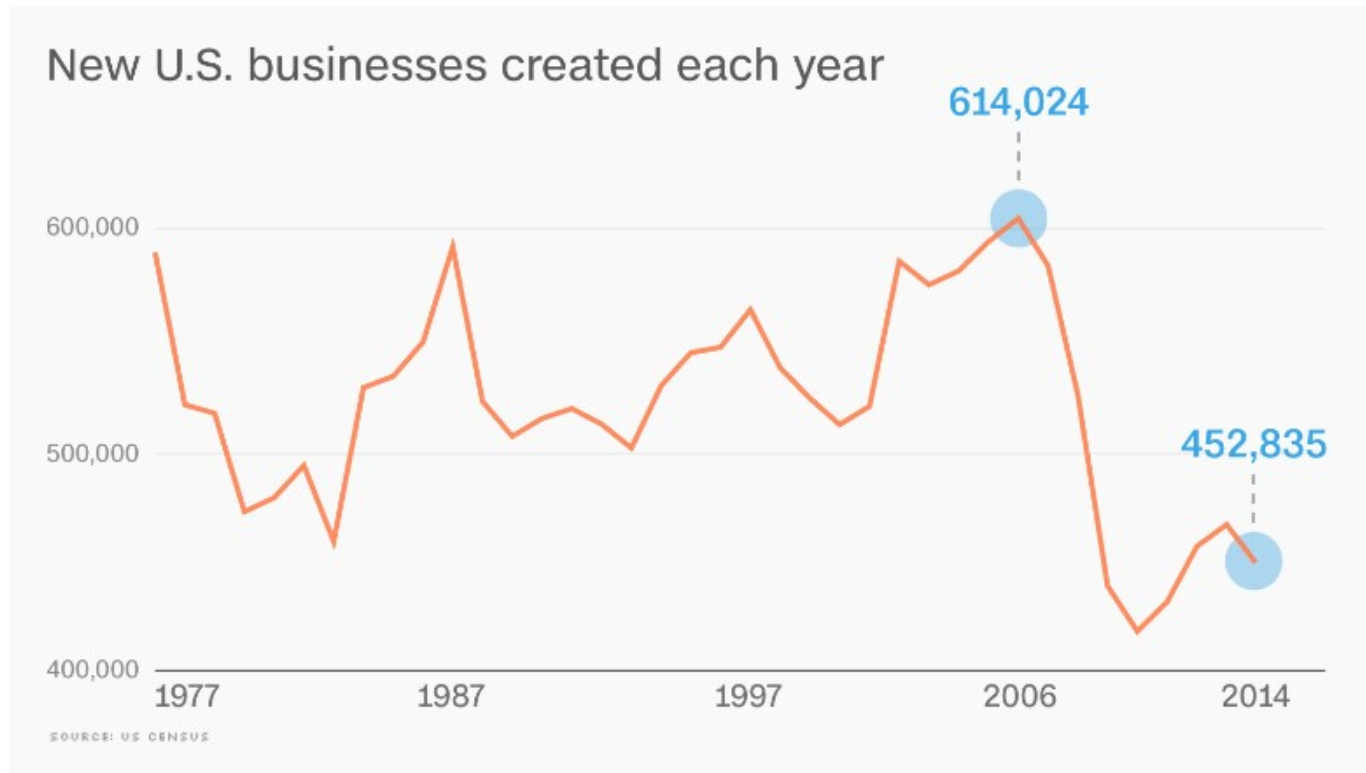 New U.S. businesses created each year
614,024
600,000
500,000
452,835
400,000
1977 1987 1997 2006 2014
SOURCE: US CENSUS